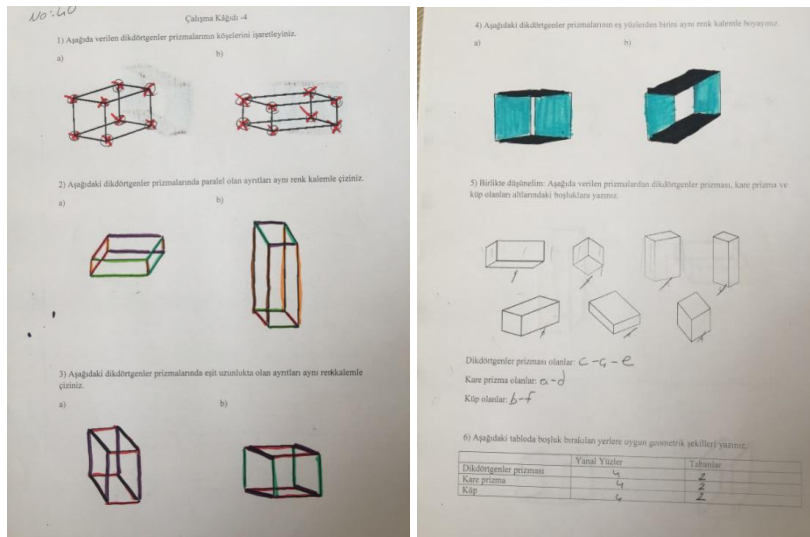 No: 40
Çalışma Kâğıdı -4
1) Aşağıda verilen dikdörtgenler prizmalarının köşelerini işaretleyiniz.
a) b)
2) Aşağıdaki dikdörtgenler prizmalarında paralel olan ayrıtları aynı renk kalemle çiziniz.
a) b)
3) Aşağıdaki dikdörtgenler prizmalarında eşit uzunlukta olan ayrıtları aynı renkkalemle
çiziniz.
a) b)
4) Aşağıdaki dikdörtgenler prizmalarının eş yüzlerden birini aynı renk kalemle boyayınız.
a) b)
5) Birlikte düşünelim: Aşağıda verilen prizmalardan dikdörtgenler prizması, kare prizma ve
küp olanları altlarındaki boşluklara yazınız.
Dikdörtgenler prizması olanlar: c-ç-e
Kare prizma olanlar: a-d
Küp olanlar: b-f
6) Aşağıdaki tabloda boşluk bırakılan yerlere uygun geometrik şekilleri yazınız.
Yanal Yüzler Tabanlar
Dikdörtgenler prizması 4 2
Kare prizma 4 2
Küp 4 2